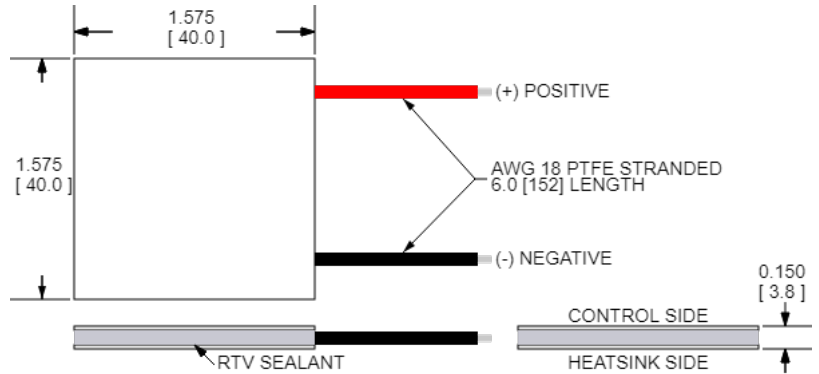 1.575
[ 40.0 ]
(+) POSITIVE
1.575
[ 40.0 ]
AWG 18 PTFE STRANDED
6.0 [152] LENGTH
(-) NEGATIVE
0.150
[ 3.8 ]
CONTROL SIDE
RTV SEALANT
HEATSINK SIDE